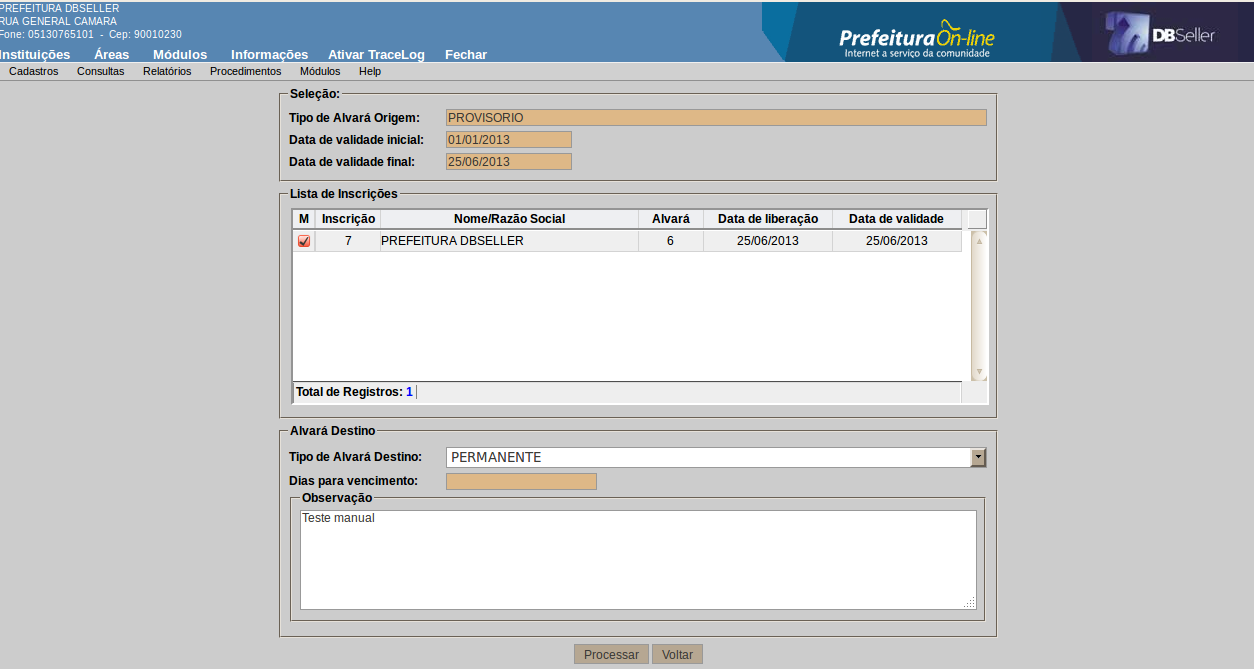 PREFEITURA DBSELLER
RUA GENERAL CAMARA
Fone: 05130765101 - Cep: 90010230
Instituições Áreas Módulos Informações Ativar TraceLog Fechar
PrefeituraOn-line
Internet a serviço da comunidade
DBSeller
Cadastros Consultas Relatórios Procedimentos Módulos Help
Seleção:
Tipo de Alvará Origem: PROVISORIO
Data de validade inicial: 01/01/2013
Data de validade final: 25/06/2013
Lista de Inscrições
M Inscrição Nome/Razão Social Alvará Data de liberação Data de validade
7 PREFEITURA DBSELLER 6 25/06/2013 25/06/2013
Total de Registros: 1
Alvará Destino
Tipo de Alvará Destino: PERMANENTE
Dias para vencimento:
Observação
Teste manual
Processar Voltar